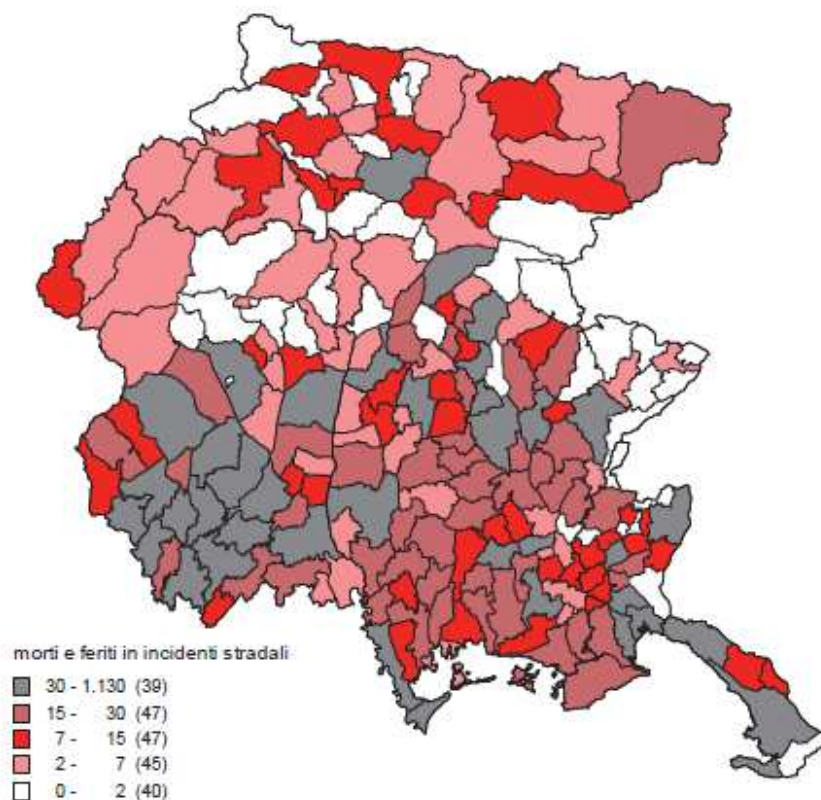 morti e feriti in incidenti stradali
30 - 1.130 (39)
15 - 30 (47)
7 - 15 (47)
2 - 7 (45)
0 - 2 (40)